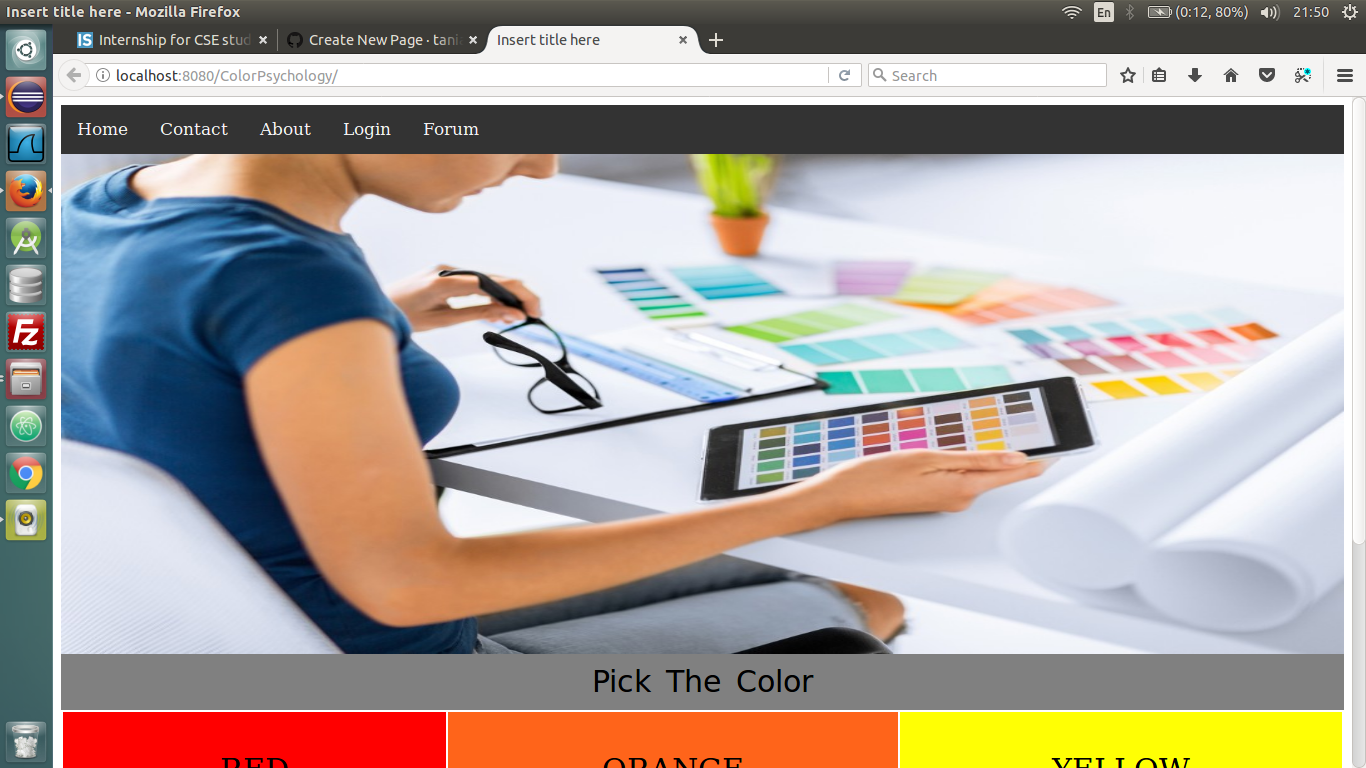 Insert title here - Mozilla Firefox
En
(0:12, 80%)
21:50
Internship for CSE stud
Create New Page · tani
Insert title here
localhost:8080/ColorPsychology/
Search
Home Contact About Login Forum
Pick The Color
RED ORANGE YELLOW